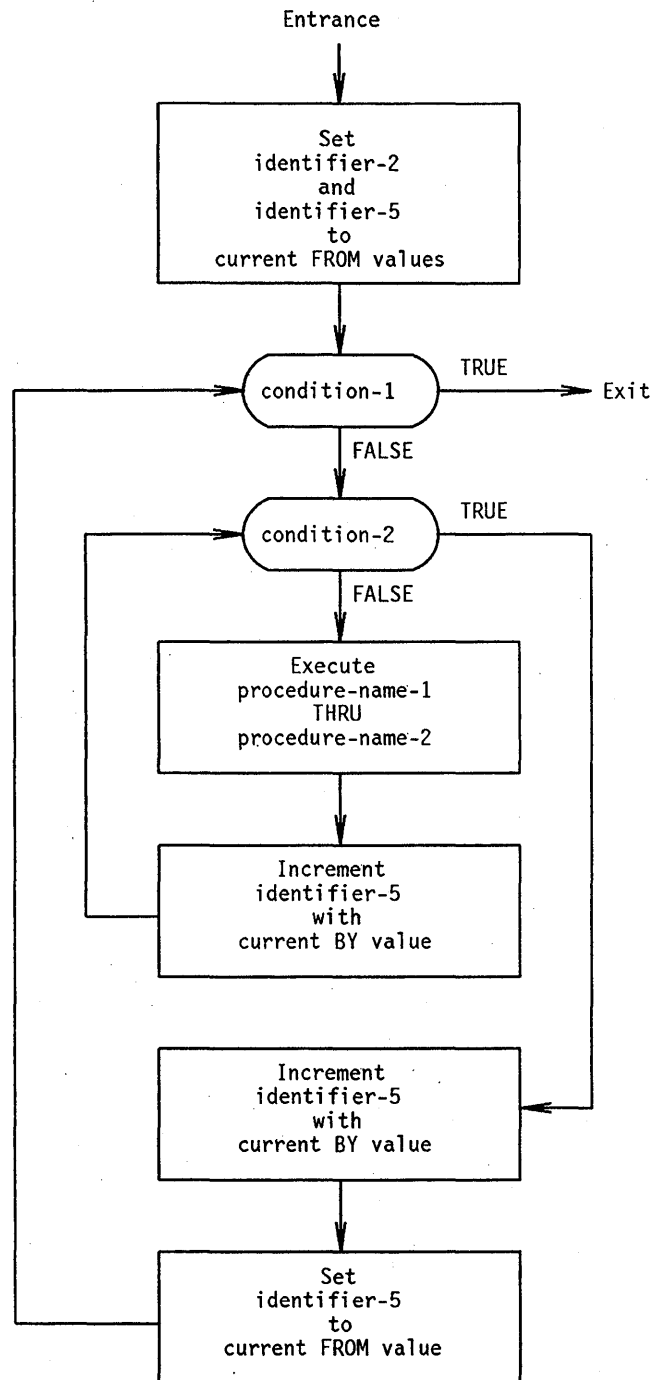 Entrance
Set
identifier-2
and
identifier-5
to
current FROM values
condition-1
TRUE
Exit
FALSE
condition-2
TRUE
FALSE
Execute
procedure-name-1
THRU
procedure-name-2
Increment
identifier-5
with
current BY value
Increment
identifier-5
with
current BY value
Set
identifier-5
to
current FROM value